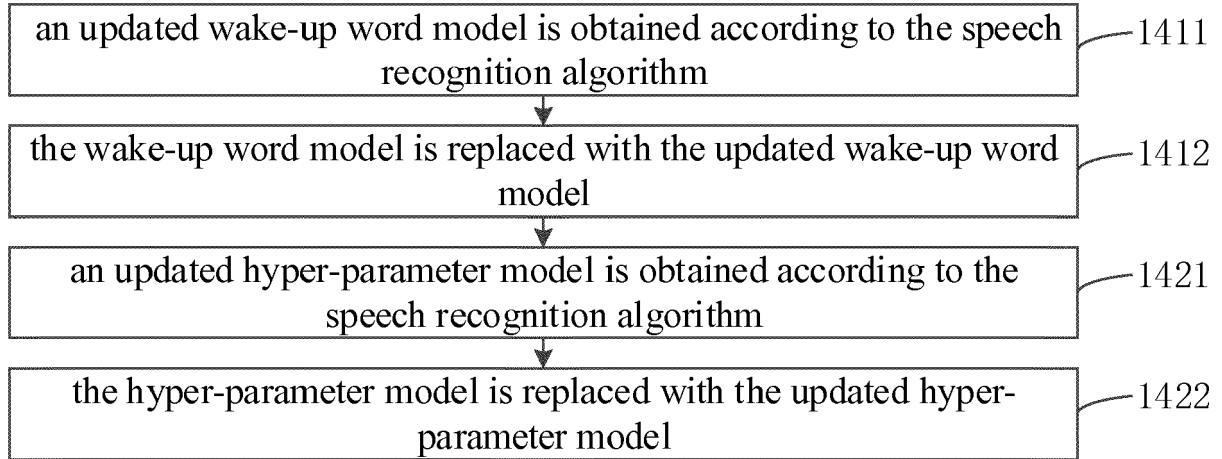 an updated wake-up word model is obtained according to the speech
recognition algorithm
1411
the wake-up word model is replaced with the updated wake-up word
model
1412
an updated hyper-parameter model is obtained according to the
speech recognition algorithm
1421
the hyper-parameter model is replaced with the updated hyper-
parameter model
1422